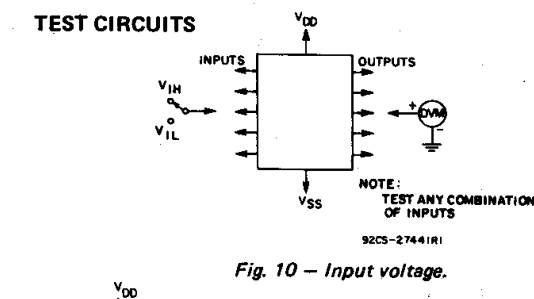 TEST CIRCUITS
VDD
INPUTS
OUTPUTS
VIH
VIL
+
DVM
-
VSS
NOTE:
TEST ANY COMBINATION
OF INPUTS
92CS-27441R1
Fig. 10 — Input voltage.
VDD